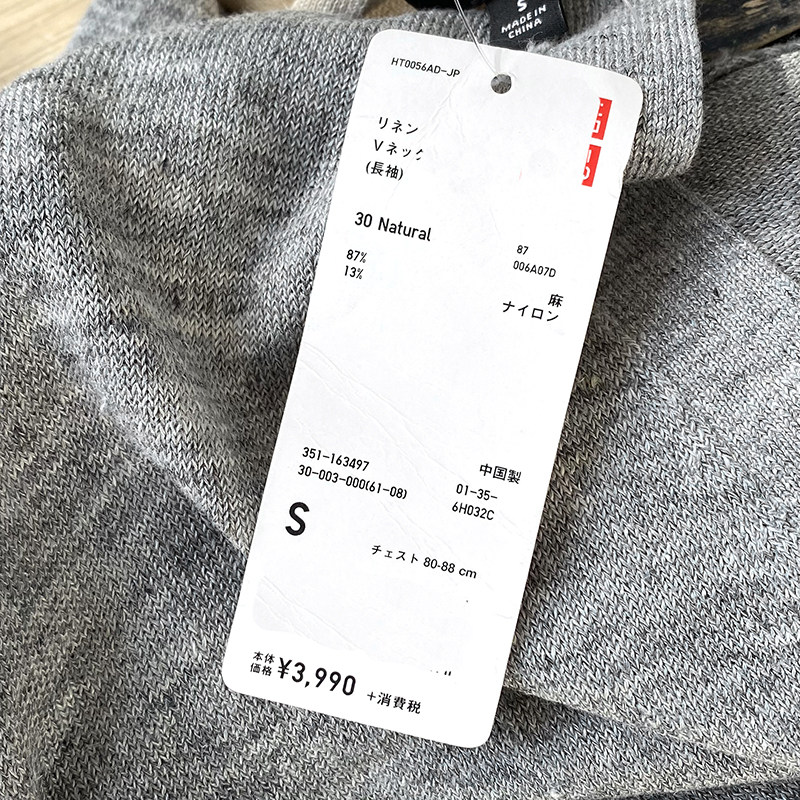 S
MADE IN
CHINA
HT0056AD-JP
リネン
Vネック
(長袖)
30 Natural
87
006A07D
87%
13%
麻
ナイロン
351-163497
30-003-000(61-08)
中国製
01-35-
6H032C
S
チェスト 80-88 cm
本体
価格 ¥3,990 +消費税